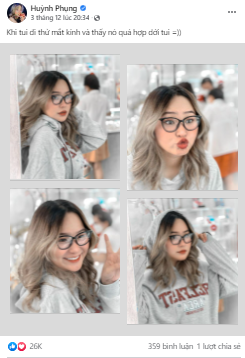 Huỳnh Phụng
3 tháng 12 lúc 20:34
Khi tui đi thử mắt kính và thấy nó quá hợp dới tui =))
26K
359 bình luận 1 lượt chia sẻ